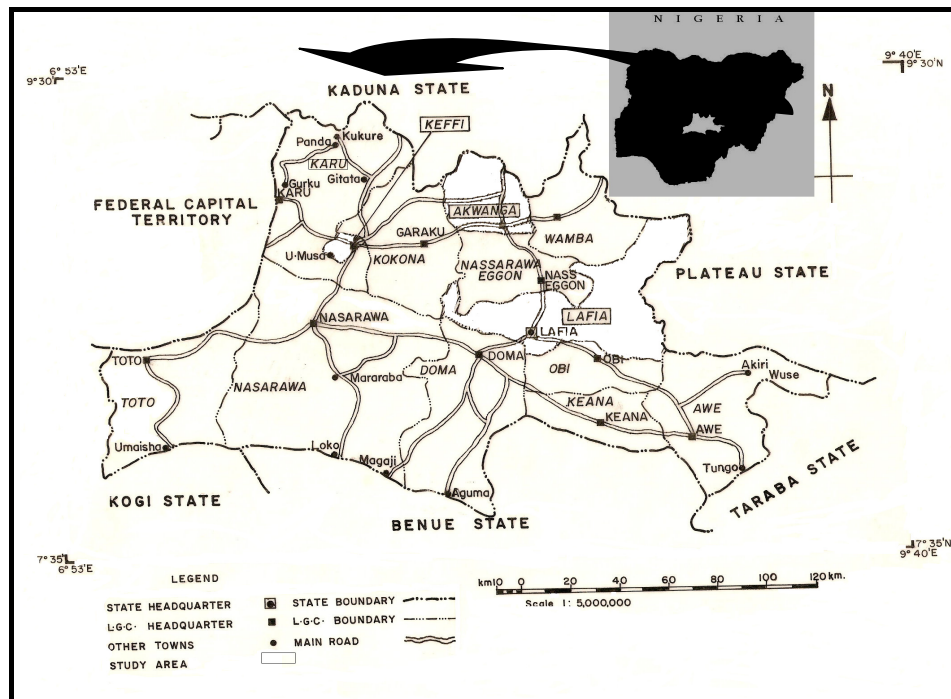 NIGERIA
6° 53'E
9°30'
9° 40'E
9° 30'N
KADUNA STATE
N
KEFFI
Kukure
Panda
KARU
Gitata
Gurku
KARU
FEDERAL CAPITAL
TERRITORY
AKWANGA
GARAKU
WAMBA
U·Musa
KOKONA
NASSARAWA
EGGON
NASS
EGGON
PLATEAU STATE
LAFIA
NASARAWA
LAFIA
TOTO
DOMA
OBI
Mararaba
DOMA
OBI
Akiri
Wuse
NASARAWA
TOTO
KEANA
AWE
KEANA
AWE
Umaisha
Loko
Magaji
Tungo
Aguma
KOGI STATE
BENUE STATE
TARABA STATE
7° 35'
6° 53'E
7° 35'N
9° 40'E
LEGEND
STATE HEADQUARTER
L·G·C· HEADQUARTER
OTHER TOWNS
STUDY AREA
STATE BOUNDARY
L·G·C· BOUNDARY
MAIN ROAD
km10 0 20 40 60 80 100 120 km.
Scale 1: 5,000,000